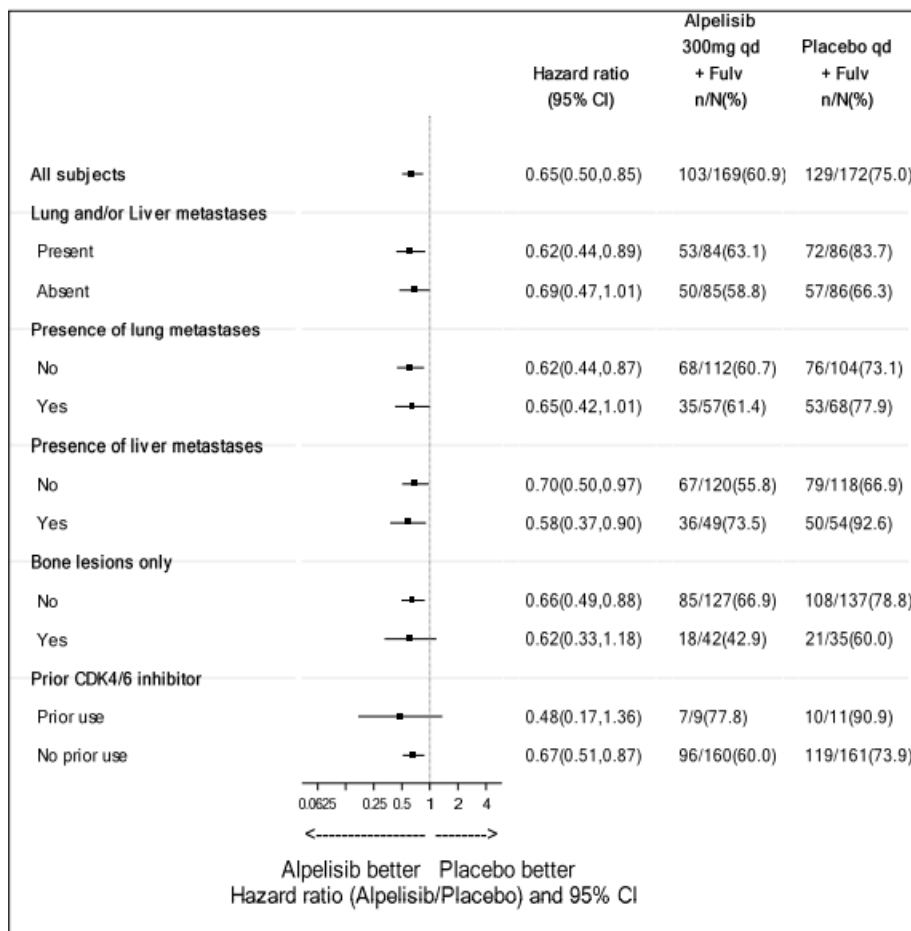 Alpelisib
300mg qd Placebo qd
Hazard ratio + Fulv + Fulv
(95% CI) n/N(%) n/N(%)
All subjects 0.65(0.50,0.85) 103/169(60.9) 129/172(75.0)
Lung and/or Liver metastases
Present 0.62(0.44,0.89) 53/84(63.1) 72/86(83.7)
Absent 0.69(0.47,1.01) 50/85(58.8) 57/86(66.3)
Presence of lung metastases
No 0.62(0.44,0.87) 68/112(60.7) 76/104(73.1)
Yes 0.65(0.42,1.01) 35/57(61.4) 53/68(77.9)
Presence of liver metastases
No 0.70(0.50,0.97) 67/120(55.8) 79/118(66.9)
Yes 0.58(0.37,0.90) 36/49(73.5) 50/54(92.6)
Bone lesions only
No 0.66(0.49,0.88) 85/127(66.9) 108/137(78.8)
Yes 0.62(0.33,1.18) 18/42(42.9) 21/35(60.0)
Prior CDK4/6 inhibitor
Prior use 0.48(0.17,1.36) 7/9(77.8) 10/11(90.9)
No prior use 0.67(0.51,0.87) 96/160(60.0) 119/161(73.9)
0.0625 0.25 0.5 1 2 4
<------------------- ---------->
Alpelisib better Placebo better
Hazard ratio (Alpelisib/Placebo) and 95% CI